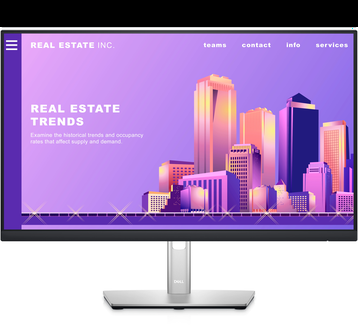 REAL ESTATE INC.
teams contact info services
REAL ESTATE
TRENDS
Examine the historical trends and occupancy
rates that affect supply and demand.
DELL